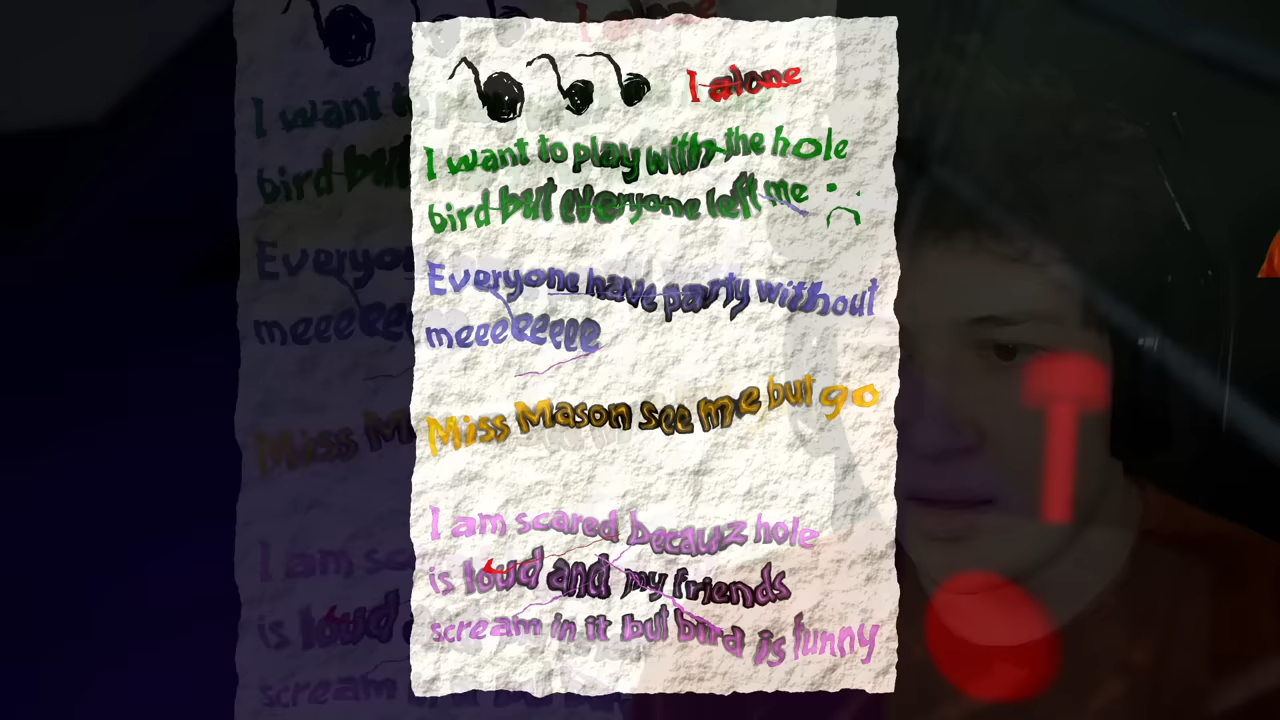 I alone
I want to play with the hole
bird but everyone left me :(
Everyone have party without
meeeeeeee
Miss Mason see me but go
I am scared becauz hole
is loud and my friends
scream in it but bird is funny